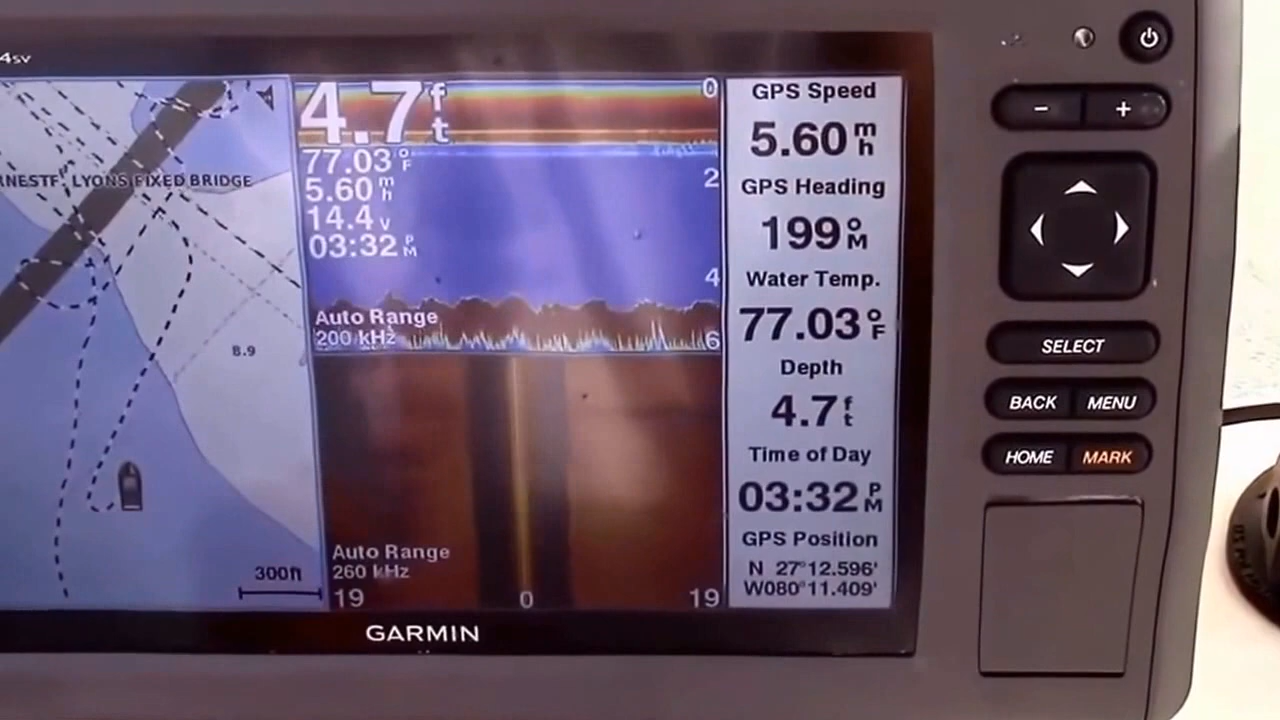 4sv
4.7 ft
77.03 °F
5.60 mh
14.4 v
03:32 PM
Auto Range
200 kHz
0
2
4
6
LYONS FIXED BRIDGE
8.9
300ft
Auto Range
260 kHz
19 0 19
GPS Speed
5.60 mh
GPS Heading
199 °M
Water Temp.
77.03 °F
Depth
4.7 ft
Time of Day
03:32 PM
GPS Position
N 27°12.596'
W080°11.409'
GARMIN
− +
SELECT
BACK MENU
HOME MARK